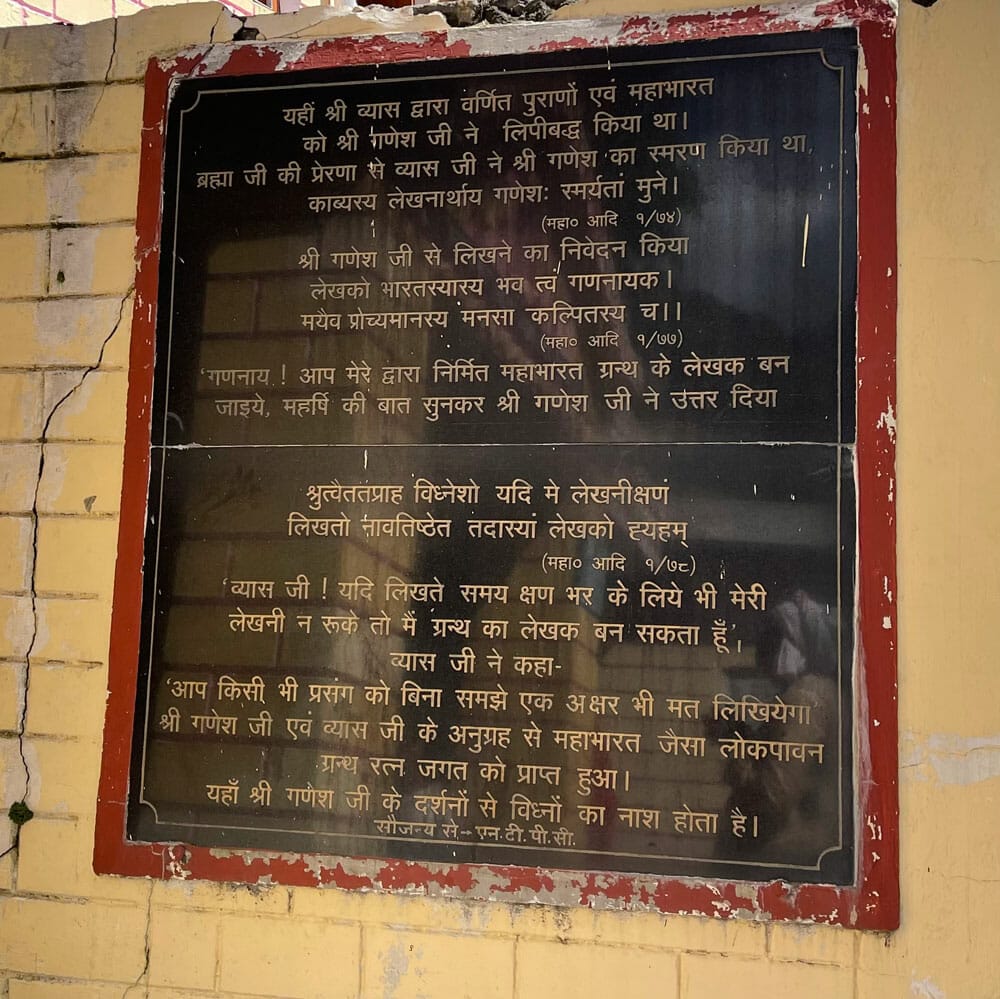 यहीं श्री व्यास द्वारा वर्णित पुराणों एवं महाभारत
को श्री गणेश जी ने लिपीबद्ध किया था।
ब्रह्मा जी की प्रेरणा से व्यास जी ने श्री गणेश का स्मरण किया था,
काव्यस्य लेखनार्थाय गणेशः स्मर्यतां मुने।
(महा० आदि १/७४)
श्री गणेश जी से लिखने का निवेदन किया
लेखको भारतस्यारय भव त्वं गणनायक।
मयैव प्रोच्यमानस्य मनसा कल्पितस्य च।।
(महा० आदि १/७७)
'गणनाय ! आप मेरे द्वारा निर्मित महाभारत ग्रन्थ के लेखक बन
जाइये, महर्षि की बात सुनकर श्री गणेश जी ने उत्तर दिया
श्रुत्वैततप्राह विध्नेशो यदि मे लेखनीक्षणं
लिखतो नावतिष्ठेत तदास्यां लेखको ह्यहम्
(महा० आदि १/७८)
'व्यास जी ! यदि लिखते समय क्षण भर के लिये भी मेरी
लेखनी न रूके तो मैं ग्रन्थ का लेखक बन सकता हूँ',
व्यास जी ने कहा-
'आप किसी भी प्रसंग को बिना समझे एक अक्षर भी मत लिखियेगा'
श्री गणेश जी एवं व्यास जी के अनुग्रह से महाभारत जैसा लोकपावन
ग्रन्थ रत्न जगत को प्राप्त हुआ।
यहाँ श्री गणेश जी के दर्शनों से विध्नों का नाश होता है।
सौजन्य से-- एन.टी.पी.सी.